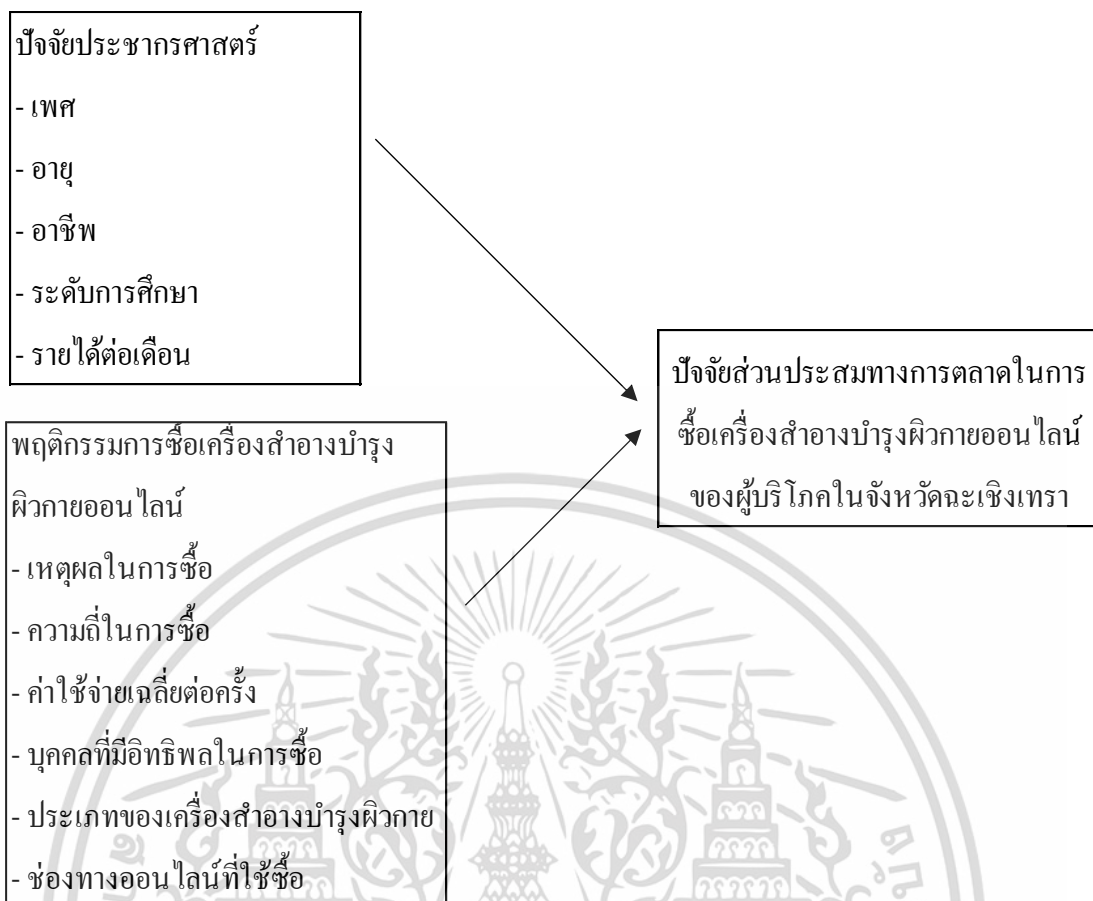 ปัจจัยประชากรศาสตร์
- เพศ
- อายุ
- อาชีพ
- ระดับการศึกษา
- รายได้ต่อเดือน
พฤติกรรมการซื้อเครื่องสำอางบำรุง
ผิวกายออนไลน์
- เหตุผลในการซื้อ
- ความถี่ในการซื้อ
- ค่าใช้จ่ายเฉลี่ยต่อครั้ง
- บุคคลที่มีอิทธิพลในการซื้อ
- ประเภทของเครื่องสำอางบำรุงผิวกาย
- ช่องทางออนไลน์ที่ใช้ซื้อ
ปัจจัยส่วนประสมทางการตลาดในการ
ซื้อเครื่องสำอางบำรุงผิวกายออนไลน์
ของผู้บริโภคในจังหวัดฉะเชิงเทรา